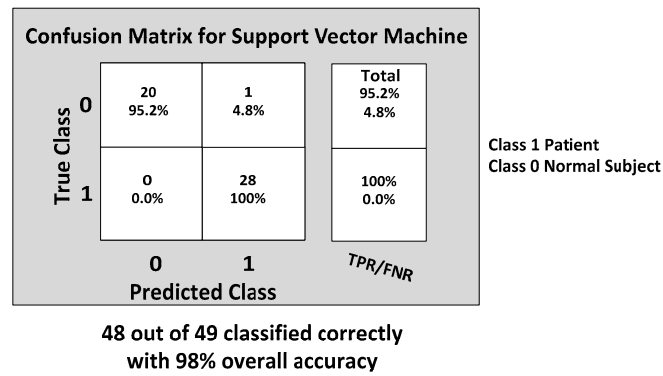 Confusion Matrix for Support Vector Machine
True Class
0
20
95.2%
1
4.8%
Total
95.2%
4.8%
1
0
0.0%
28
100%
100%
0.0%
0
1
TPR/FNR
Predicted Class
Class 1 Patient
Class 0 Normal Subject
48 out of 49 classified correctly
with 98% overall accuracy